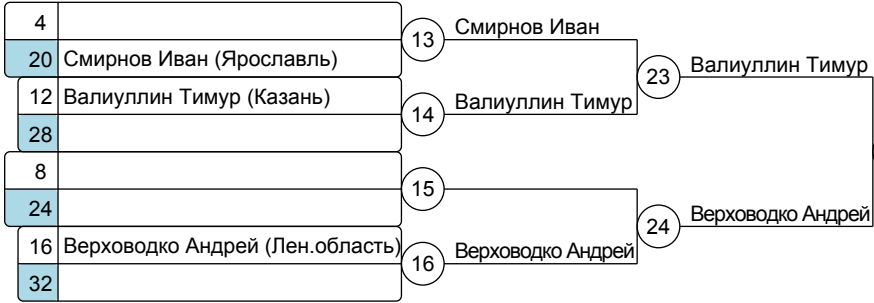 4
20 Смирнов Иван (Ярославль)
13 Смирнов Иван
12 Валиуллин Тимур (Казань)
28
14 Валиуллин Тимур
23 Валиуллин Тимур
8
24
15
16 Верховодко Андрей (Лен.область)
32
16 Верховодко Андрей
24 Верховодко Андрей